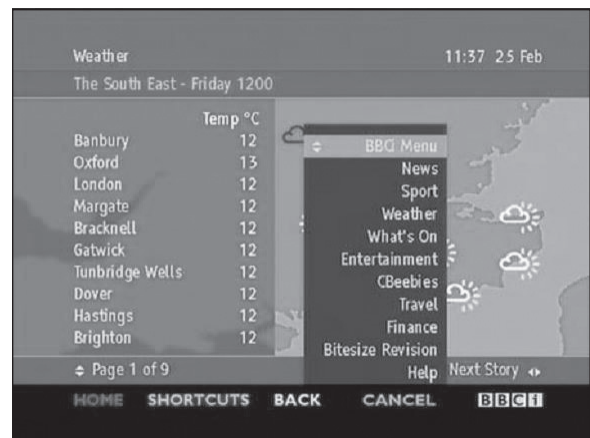 Weather 11:37 25 Feb
The South East - Friday 1200
Temp °C
Banbury 12
Oxford 13
London 12
Margate 12
Bracknell 12
Gatwick 12
Tunbridge Wells 12
Dover 12
Hastings 12
Brighton 12
BBCi Menu
News
Sport
Weather
What's On
Entertainment
CBeebies
Travel
Finance
Bitesize Revision
Help
Page 1 of 9 Next Story
HOME SHORTCUTS BACK CANCEL BBCi